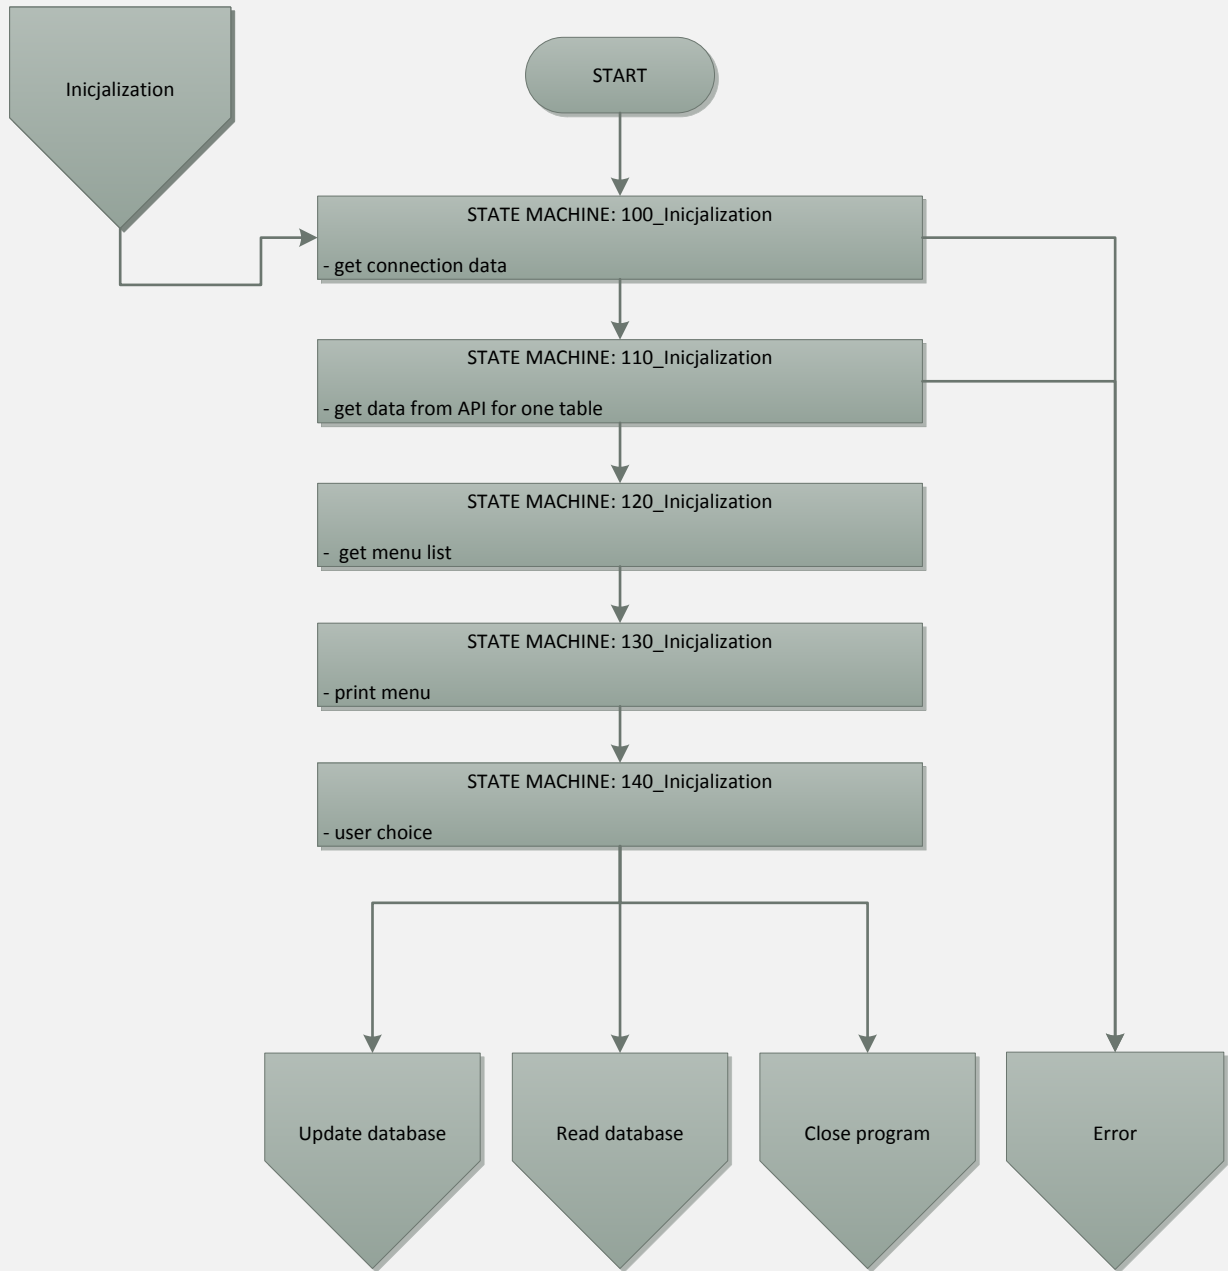 Inicjalization
START
STATE MACHINE: 100_Inicjalization
- get connection data
STATE MACHINE: 110_Inicjalization
- get data from API for one table
STATE MACHINE: 120_Inicjalization
-  get menu list
STATE MACHINE: 130_Inicjalization
- print menu
STATE MACHINE: 140_Inicjalization
- user choice
Update database
Read database
Close program
Error